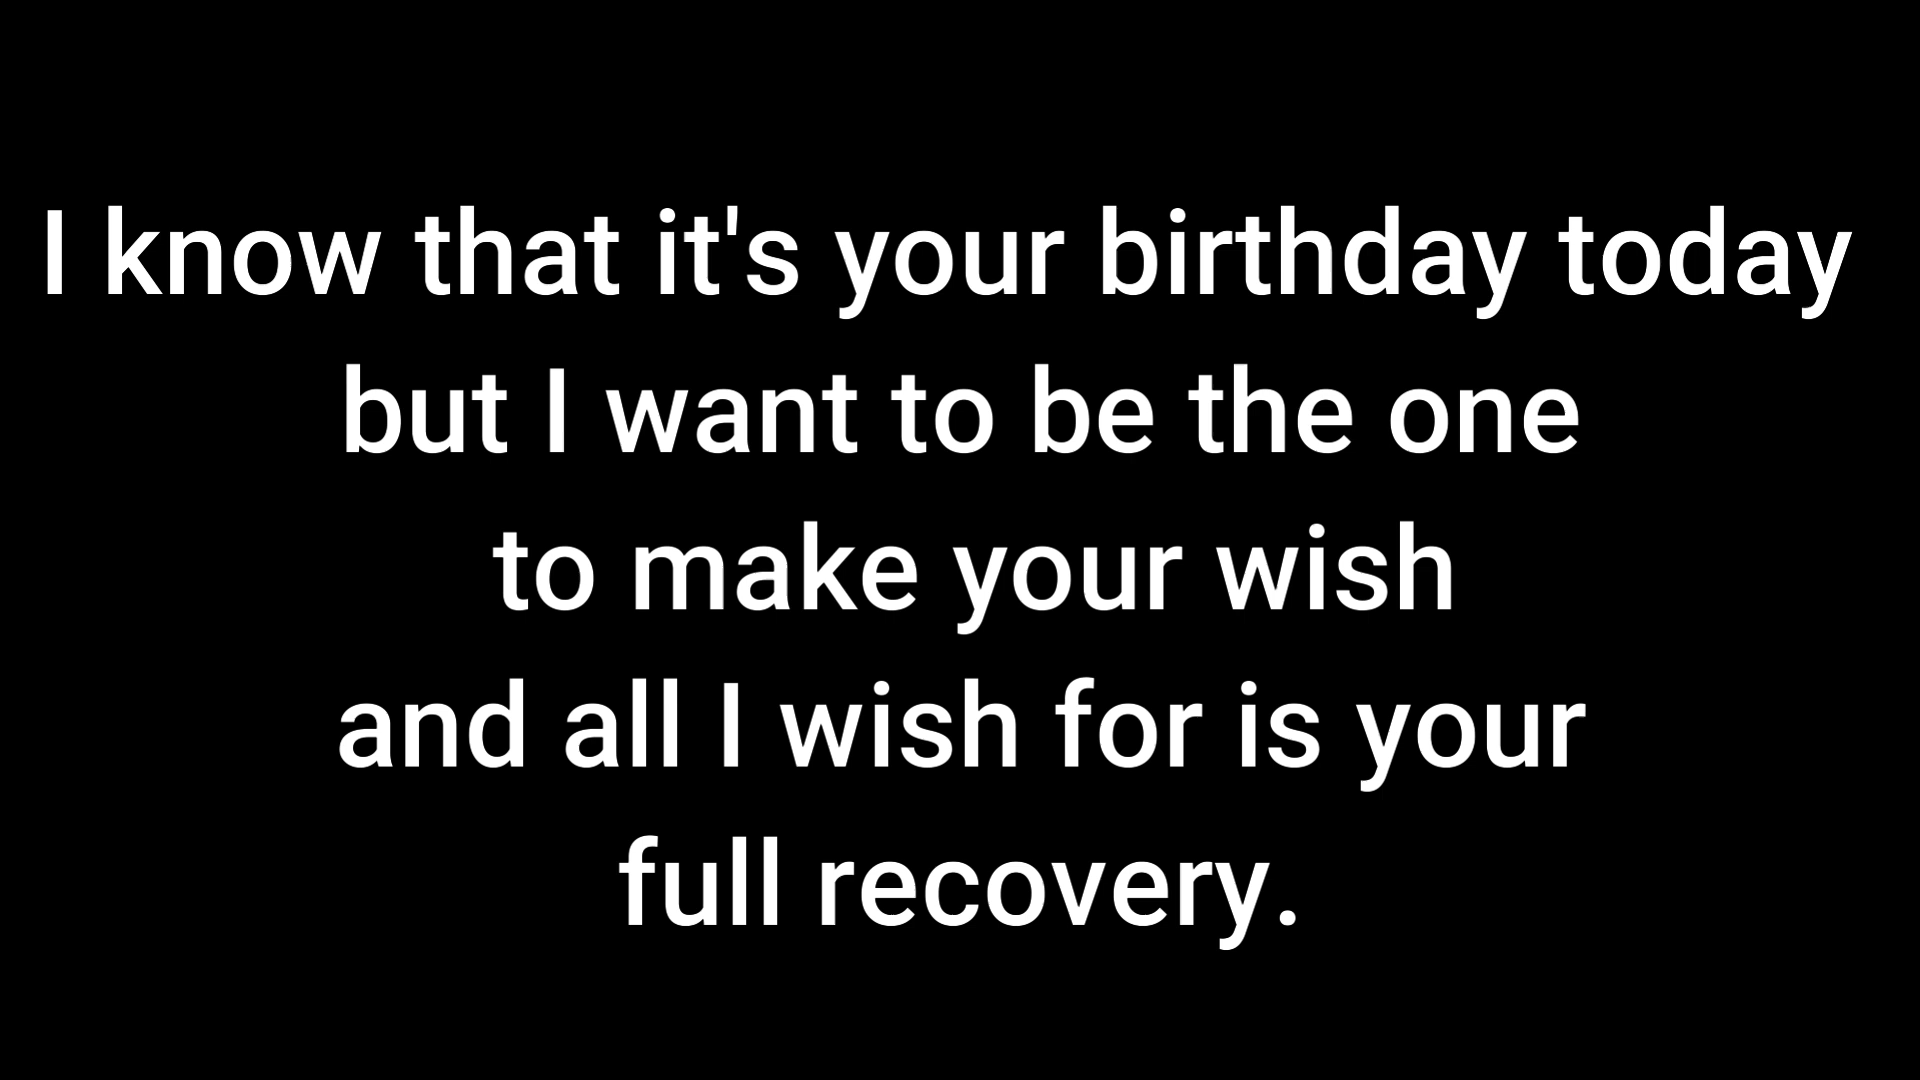 I know that it's your birthday today
but I want to be the one
to make your wish
and all I wish for is your
full recovery.